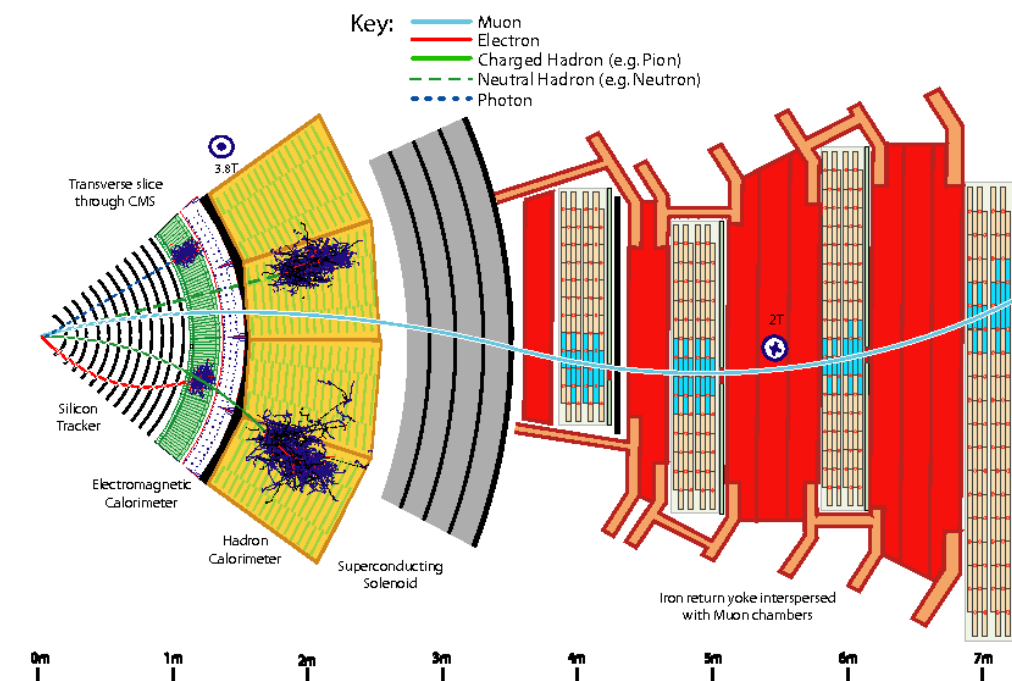 Key:
Muon
Electron
Charged Hadron (e.g. Pion)
Neutral Hadron (e.g. Neutron)
Photon
3.8T
Transverse slice
through CMS
2T
Silicon
Tracker
Electromagnetic
Calorimeter
Hadron
Calorimeter
Superconducting
Solenoid
Iron return yoke interspersed
with Muon chambers
0m 1m 2m 3m 4m 5m 6m 7m